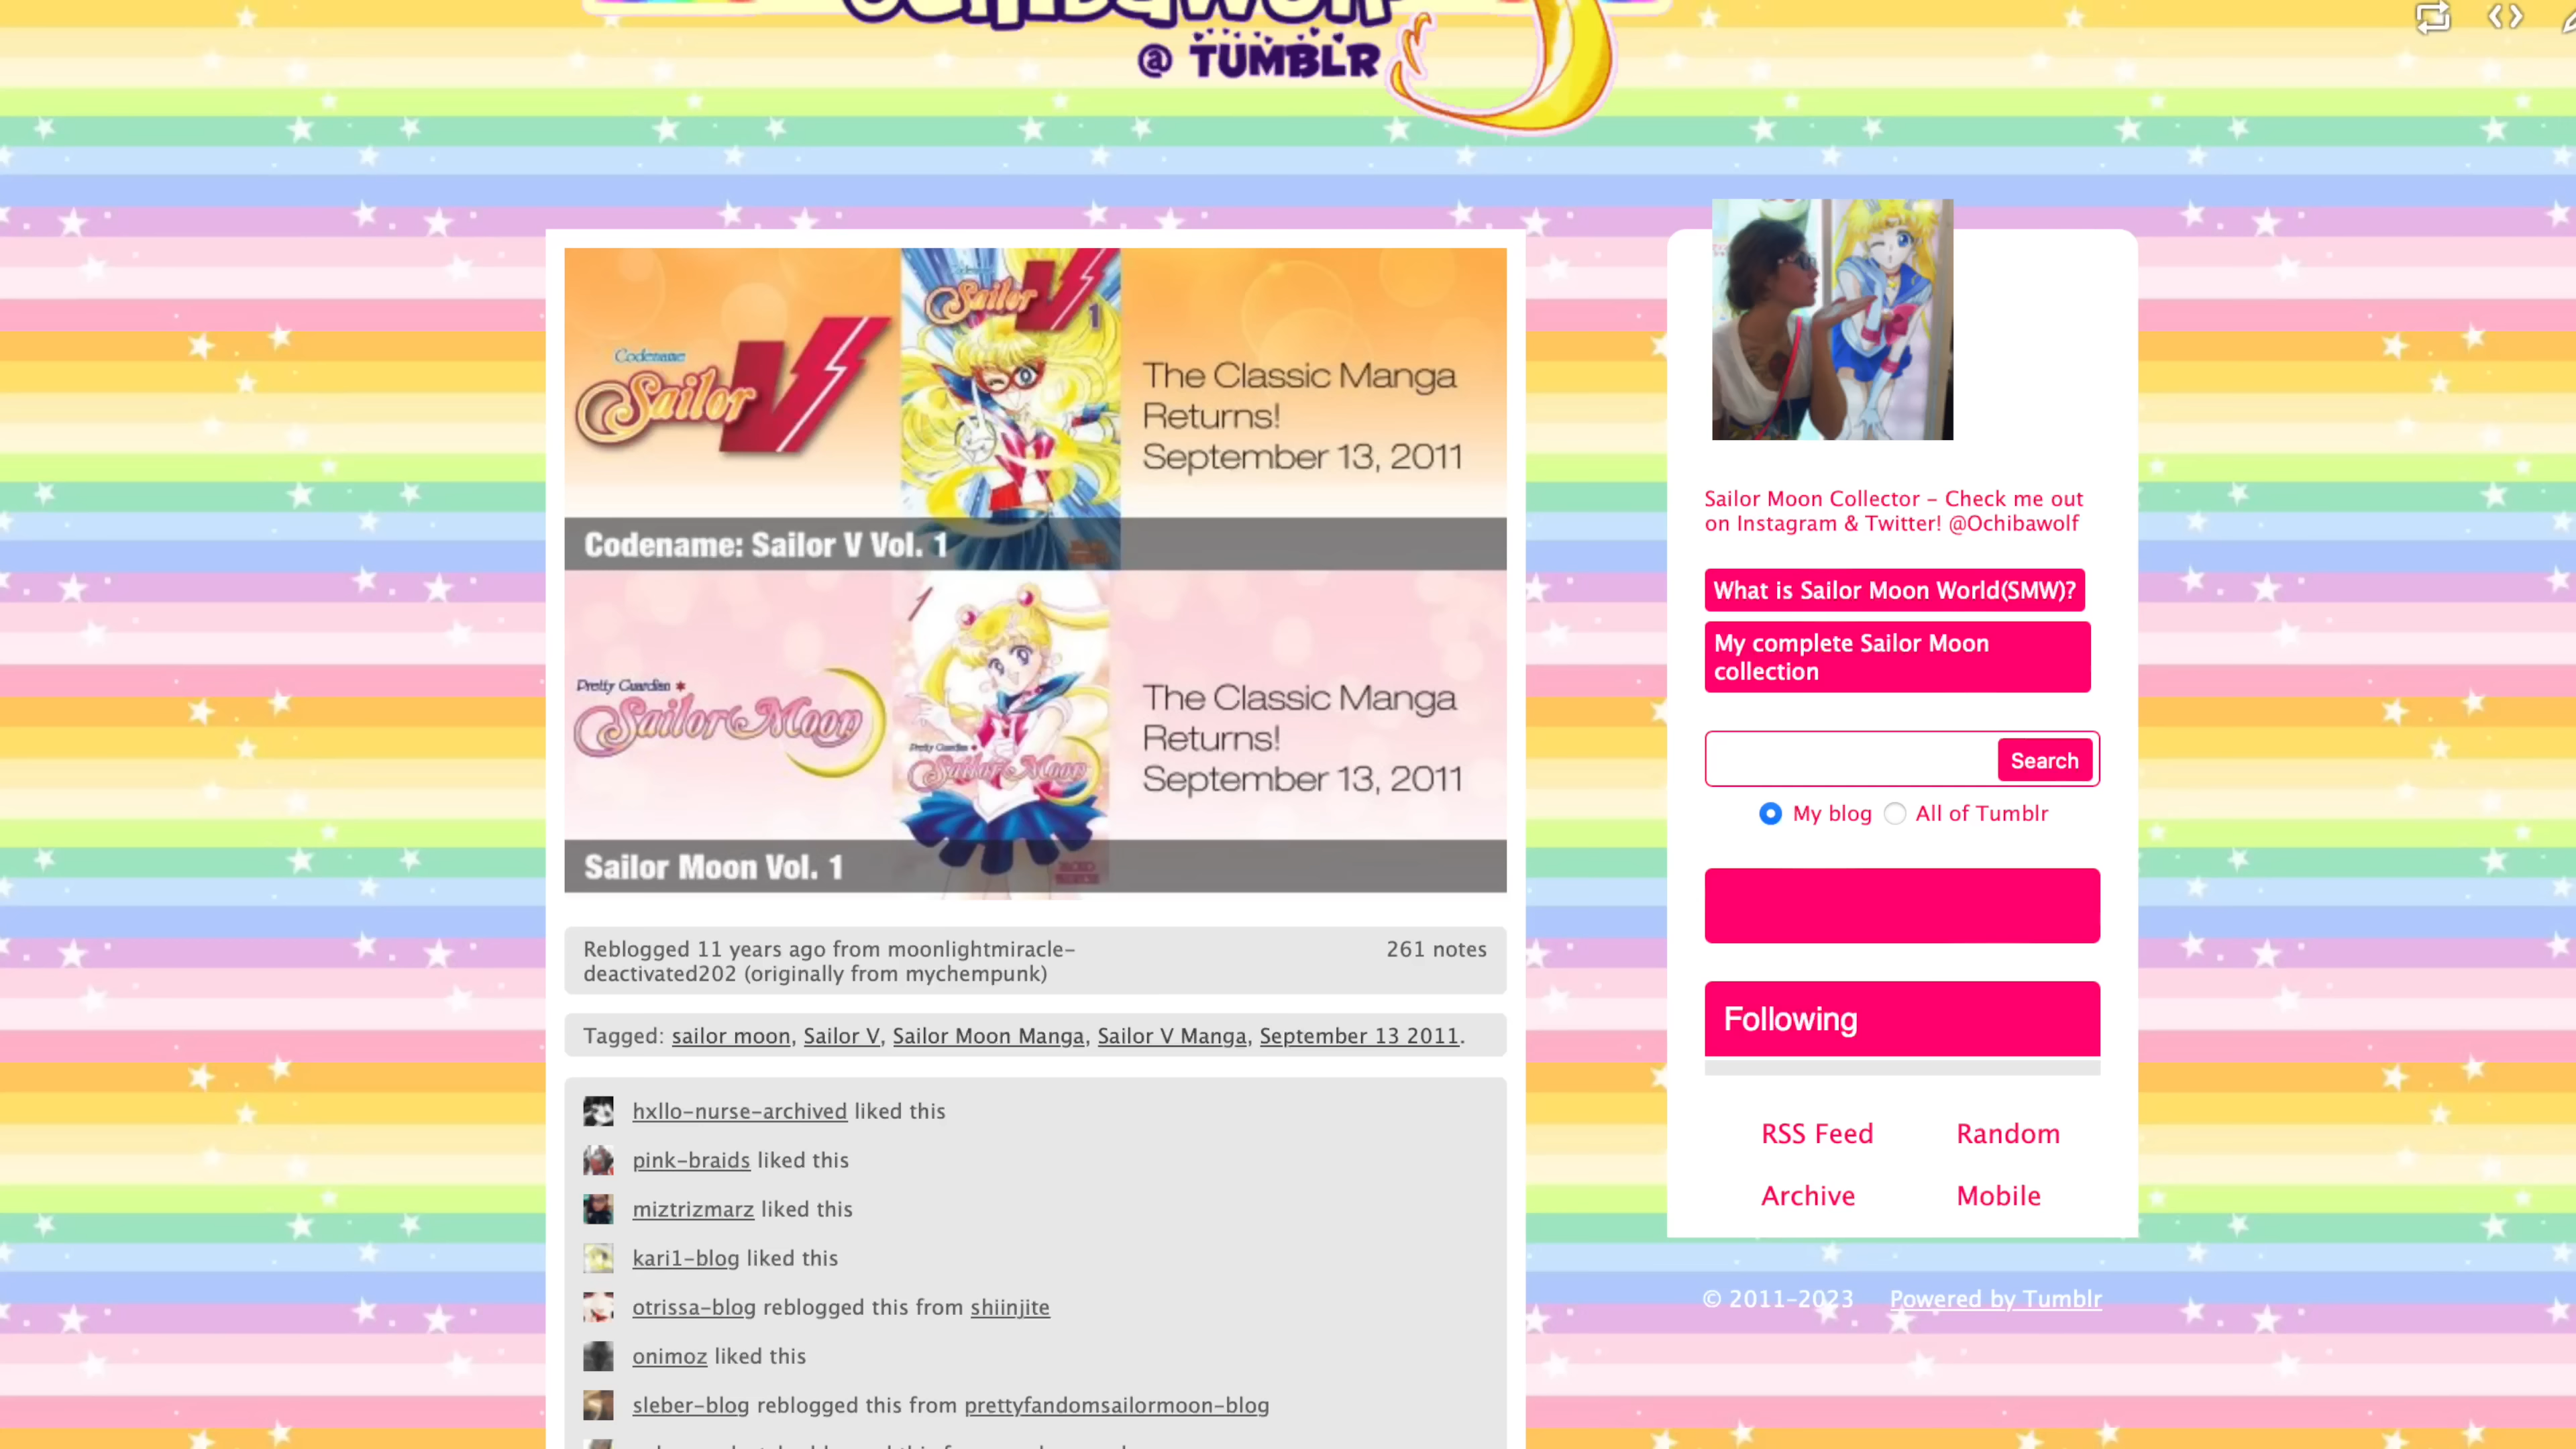 @ TUMBLR
Codename
Sailor V
Codename
Sailor V
1
The Classic Manga
Returns!
September 13, 2011
Codename: Sailor V Vol. 1
Pretty Guardian *
Sailor Moon
1
Pretty Guardian *
Sailor Moon
The Classic Manga
Returns!
September 13, 2011
Sailor Moon Vol. 1
Reblogged 11 years ago from moonlightmiracle-
deactivated202 (originally from mychempunk)
261 notes
Tagged: sailor moon, Sailor V, Sailor Moon Manga, Sailor V Manga, September 13 2011.
hxllo-nurse-archived liked this
pink-braids liked this
miztrizmarz liked this
kari1-blog liked this
otrissa-blog reblogged this from shiinjite
onimoz liked this
sleber-blog reblogged this from prettyfandomsailormoon-blog
Sailor Moon Collector - Check me out
on Instagram & Twitter! @Ochibawolf
What is Sailor Moon World(SMW)?
My complete Sailor Moon
collection
Search
My blog All of Tumblr
Following
RSS Feed Random
Archive Mobile
© 2011-2023 Powered by Tumblr